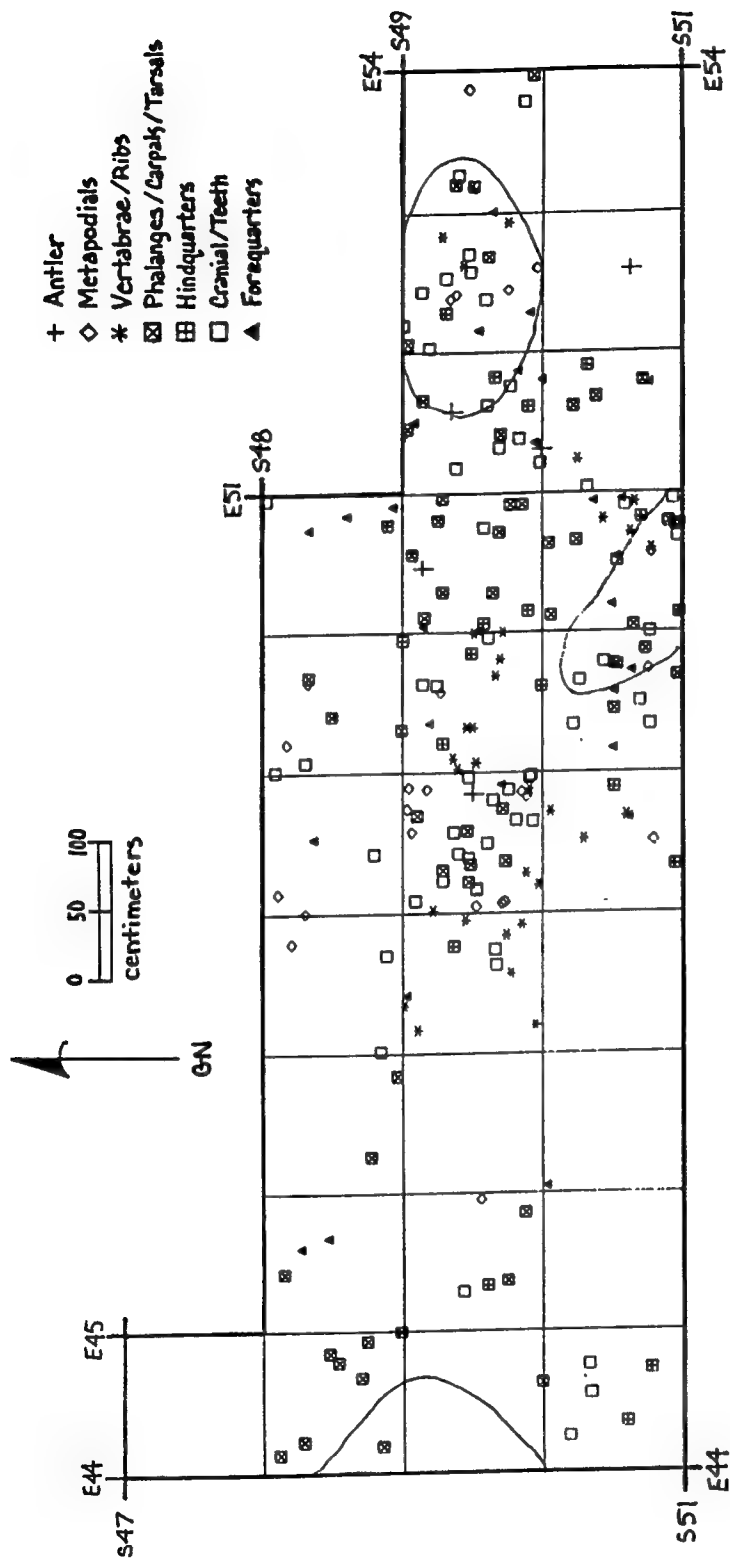 + Antler
◇ Metapodials
* Vertabrae/Ribs
⊠ Phalanges/Carpals/Tarsals
⊞ Hindquarters
□ Cranial/Teeth
▲ Forequarters
0 50 100
centimeters
GN
S47
E44
E45
S48
E51
S49
E54
S51
E54
S51
E44